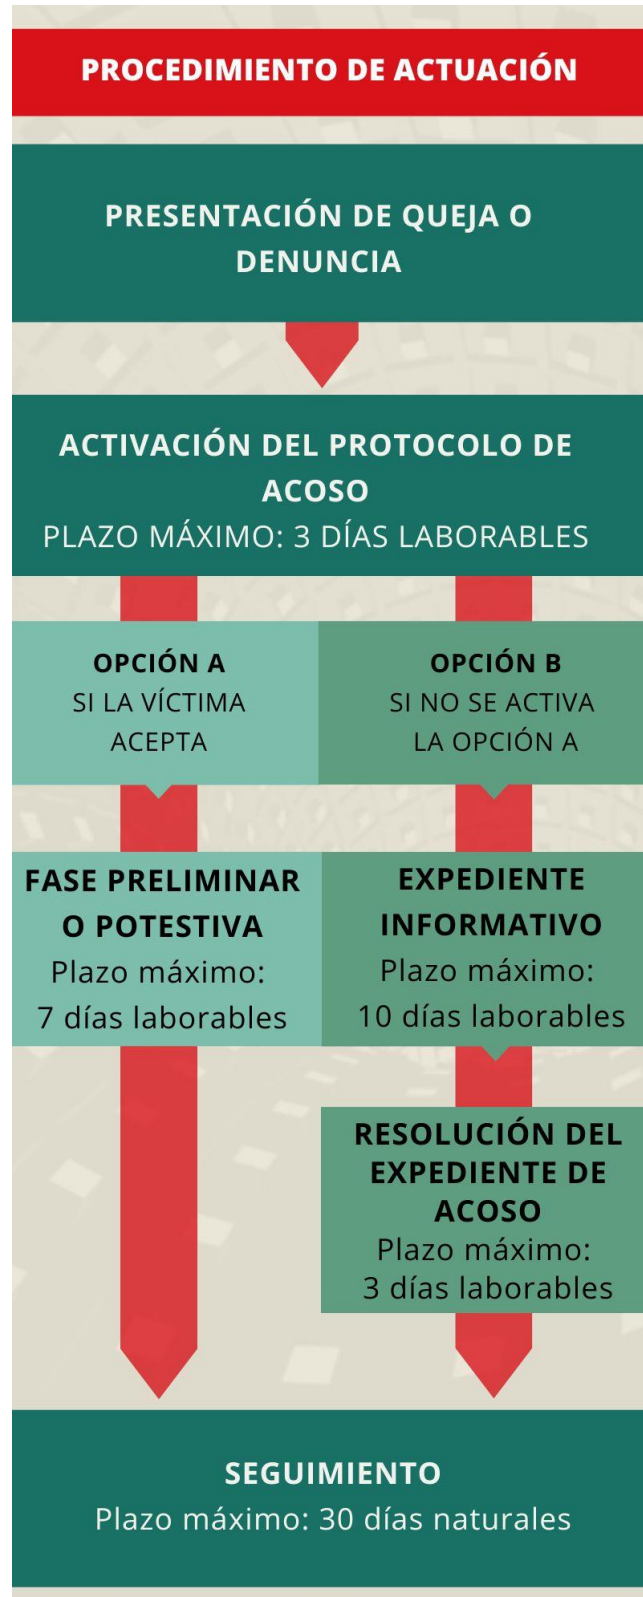 PROCEDIMIENTO DE ACTUACIÓN
PRESENTACIÓN DE QUEJA O
DENUNCIA
ACTIVACIÓN DEL PROTOCOLO DE
ACOSO
PLAZO MÁXIMO: 3 DÍAS LABORABLES
OPCIÓN A
SI LA VÍCTIMA
ACEPTA
OPCIÓN B
SI NO SE ACTIVA
LA OPCIÓN A
FASE PRELIMINAR
O POTESTIVA
Plazo máximo:
7 días laborables
EXPEDIENTE
INFORMATIVO
Plazo máximo:
10 días laborables
RESOLUCIÓN DEL
EXPEDIENTE DE
ACOSO
Plazo máximo:
3 días laborables
SEGUIMIENTO
Plazo máximo: 30 días naturales